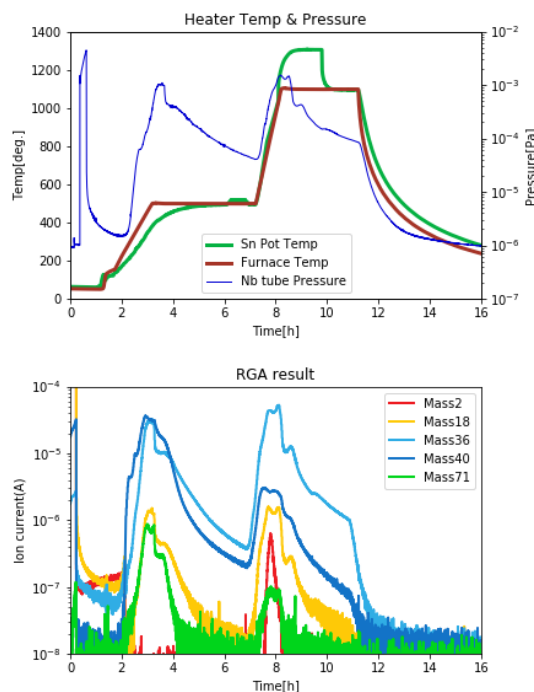 Heater Temp & Pressure
1400
1200
1000
800
600
400
200
0
Temp[deg.]
10−2
10−3
10−4
10−5
10−6
10−7
Pressure[Pa]
Sn Pot Temp
Furnace Temp
Nb tube Pressure
0 2 4 6 8 10 12 14 16
Time[h]
RGA result
10−4
10−5
10−6
10−7
10−8
Ion current(A)
Mass2
Mass18
Mass36
Mass40
Mass71
0 2 4 6 8 10 12 14 16
Time[h]